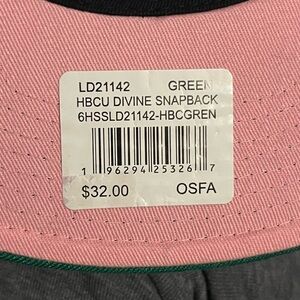 LD21142 GREEN
HBCU DIVINE SNAPBACK
6HSSLD21142-HBCGREN
1 96294 25326 7
$32.00 OSFA